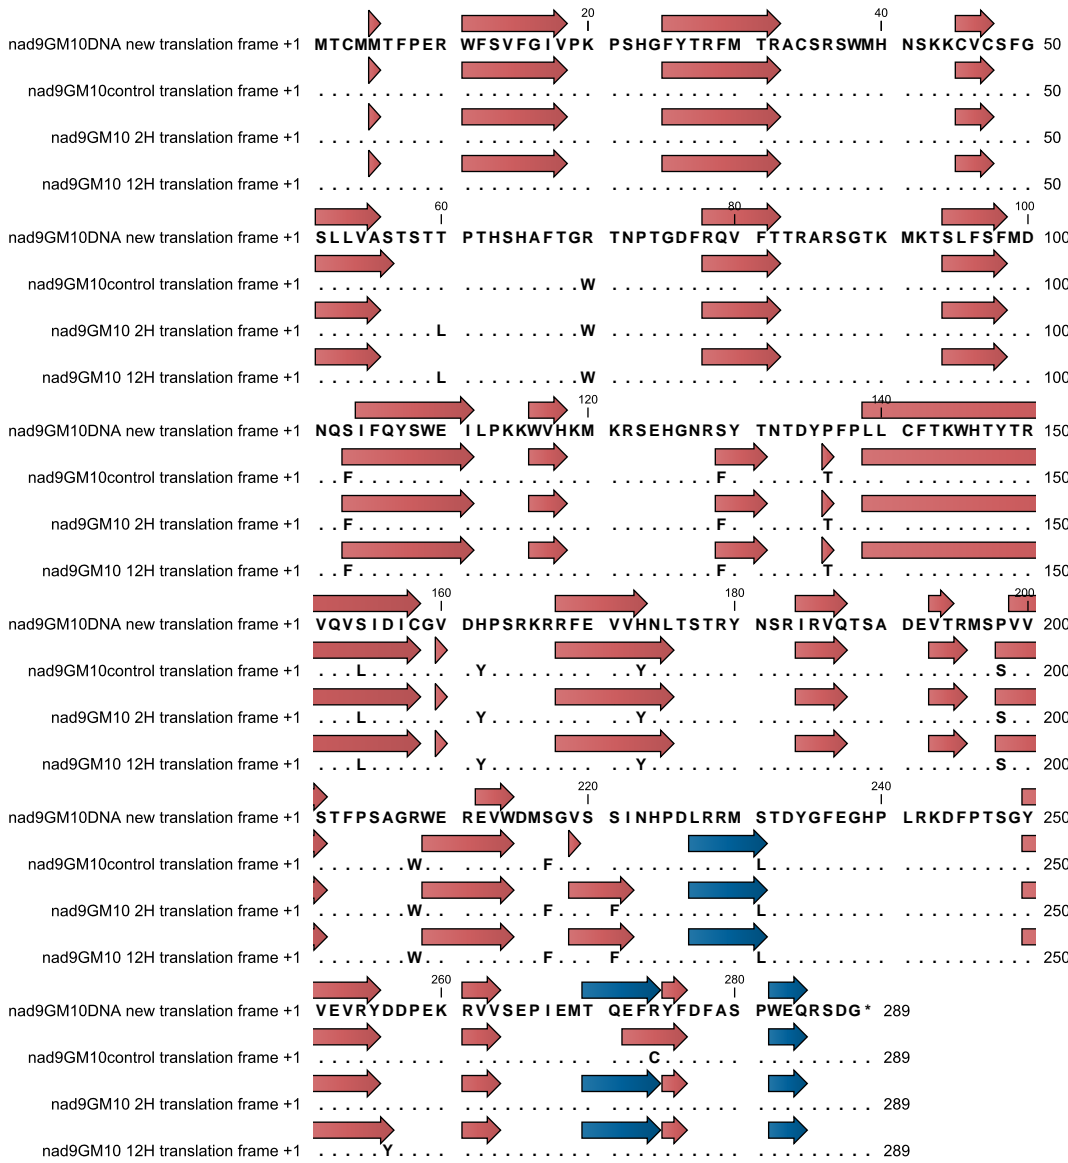 20 40
nad9GM10DNA new translation frame +1 MTCMMTFPER WFSVFGIVPK PSHGFYTRFM TRACSRSWMH NSKKCVCSFG 50
nad9GM10control translation frame +1 .......... .......... .......... .......... .......... 50
nad9GM10 2H translation frame +1 .......... .......... .......... .......... .......... 50
nad9GM10 12H translation frame +1 .......... .......... .......... .......... .......... 50
60 80 100
nad9GM10DNA new translation frame +1 SLLVASTSTT PTHSHAFTGR TNPTGDFRQV FTTRARSGTK MKTSLFSFMD 100
nad9GM10control translation frame +1 .......... .........W .......... .......... .......... 100
nad9GM10 2H translation frame +1 .........L .........W .......... .......... .......... 100
nad9GM10 12H translation frame +1 .........L .........W .......... .......... .......... 100
120 140
nad9GM10DNA new translation frame +1 NQSIFQYSWE ILPKKWVHKM KRSEHGNRSY TNTDYPFPLL CFTKWHTYTR 150
nad9GM10control translation frame +1 ..F....... .......... ........F. .....T.... .......... 150
nad9GM10 2H translation frame +1 ..F....... .......... ........F. .....T.... .......... 150
nad9GM10 12H translation frame +1 ..F....... .......... ........F. .....T.... .......... 150
160 180 200
nad9GM10DNA new translation frame +1 VQVSIDICGV DHPSRKRRFE VVHNLTSTRY NSRIRVQTSA DEVTRMSPVV 200
nad9GM10control translation frame +1 ...L...... .Y........ ..Y....... .......... .......S.. 200
nad9GM10 2H translation frame +1 ...L...... .Y........ ..Y....... .......... .......S.. 200
nad9GM10 12H translation frame +1 ...L...... .Y........ ..Y....... .......... .......S.. 200
220 240
nad9GM10DNA new translation frame +1 STFPSAGRWE REVWDMSGVS SINHPDLRRM STDYGFEGHP LRKDFPTSGY 250
nad9GM10control translation frame +1 .......W.. ......F... .......... L......... .......... 250
nad9GM10 2H translation frame +1 .......W.. ......F... F......... L......... .......... 250
nad9GM10 12H translation frame +1 .......W.. ......F... F......... L......... .......... 250
260 280
nad9GM10DNA new translation frame +1 VEVRYDDPEK RVVSEPIEMT QEFRYFDFAS PWEQRSDG* 289
nad9GM10control translation frame +1 .......... .......... ...C...... ......... 289
nad9GM10 2H translation frame +1 .......... .......... .......... ......... 289
nad9GM10 12H translation frame +1 .....Y.... .......... .......... ......... 289